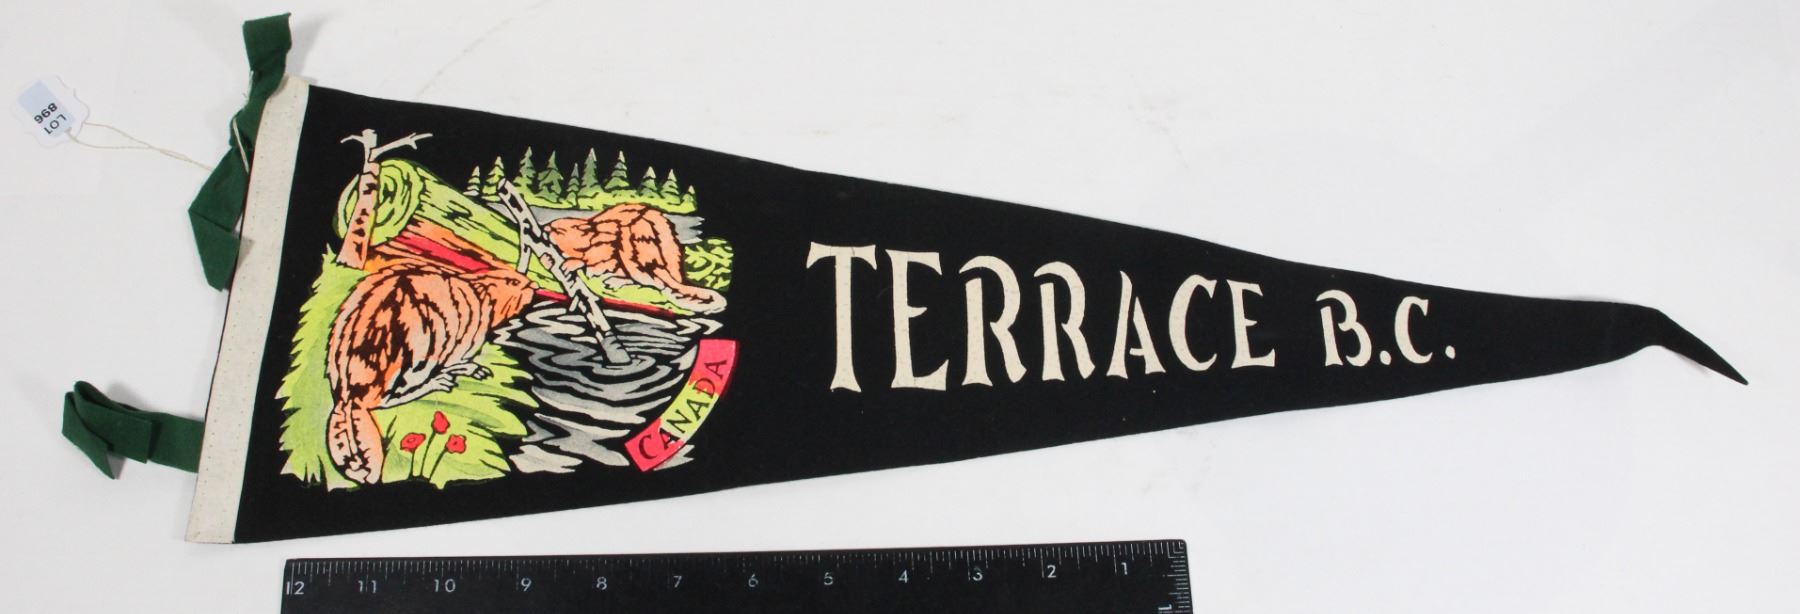 LOT
896
CANADA
TERRACE B.C.
12 11 10 9 8 7 6 5 4 3 2 1